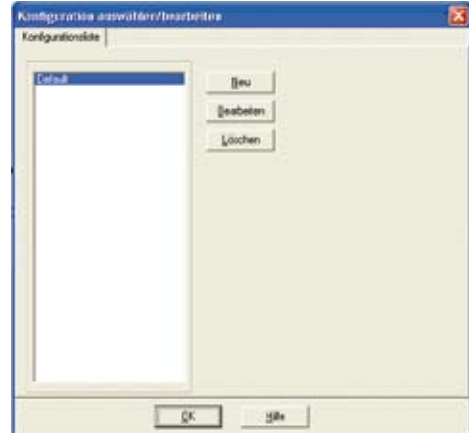 Konfiguration auswählen/bearbeiten
Konfigurationsliste
Default
Neu
Bearbeiten
Löschen
OK
Hilfe